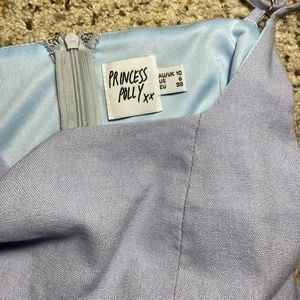 PRINCESS
POLLY
xx
AU/UK 10
US 6
EU 38